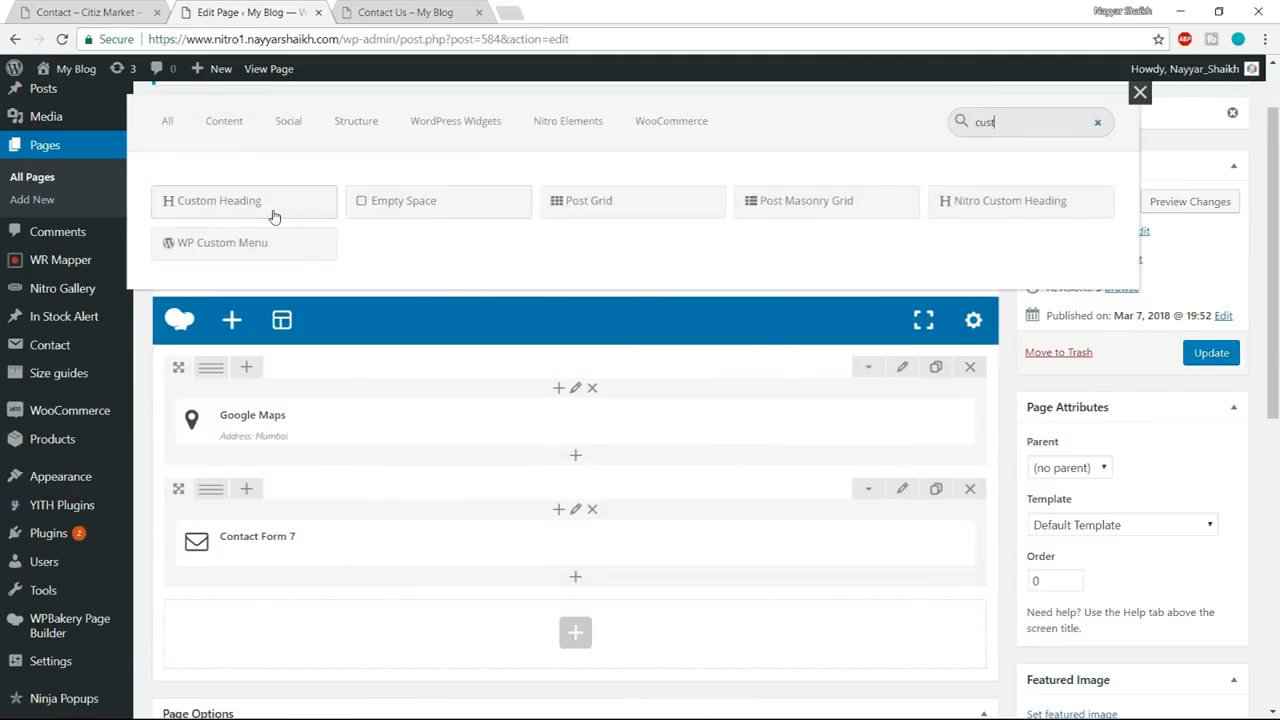 Contact – Citiz Market –
Edit Page ‹ My Blog — W
Contact Us – My Blog
Nayyar Shaikh
Secure
https://www.nitro1.nayyarshaikh.com/wp-admin/post.php?post=584&action=edit
ABP
My Blog
3
0
New
View Page
Howdy, Nayyar_Shaikh
Posts
Media
Pages
All Pages
Add New
Comments
WR Mapper
Nitro Gallery
In Stock Alert
Contact
Size guides
WooCommerce
Products
Appearance
YITH Plugins
Plugins 2
Users
Tools
WPBakery Page
Builder
Settings
Ninja Popups
All
Content
Social
Structure
WordPress Widgets
Nitro Elements
WooCommerce
cust
Custom Heading
Empty Space
Post Grid
Post Masonry Grid
Nitro Custom Heading
WP Custom Menu
Google Maps
Address: Mumbai
Contact Form 7
Page Options
Preview Changes
Browse
Published on: Mar 7, 2018 @ 19:52 Edit
Move to Trash
Update
Page Attributes
Parent
(no parent)
Template
Default Template
Order
0
Need help? Use the Help tab above the
screen title.
Featured Image
Set featured image